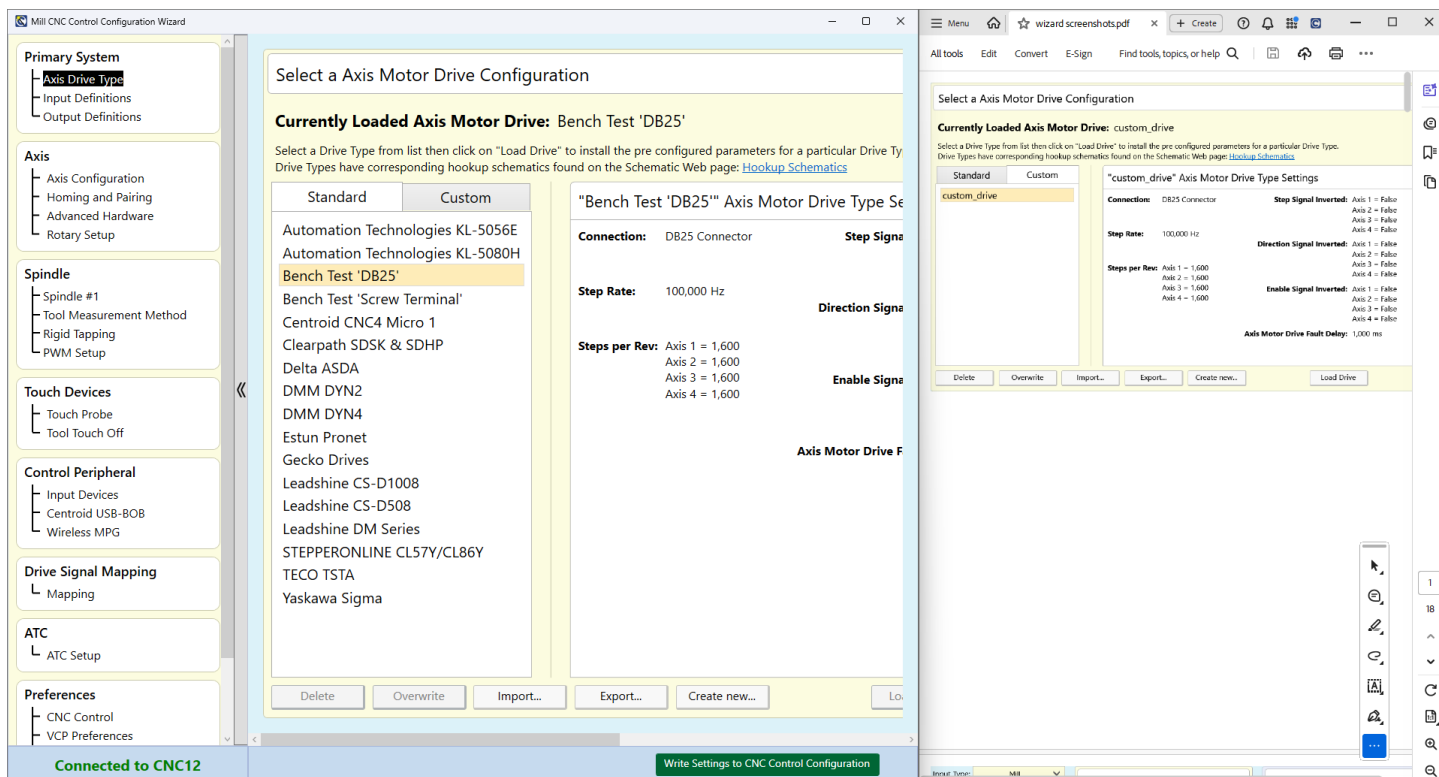 Mill CNC Control Configuration Wizard
Primary System
Axis Drive Type
Input Definitions
Output Definitions
Axis
Axis Configuration
Homing and Pairing
Advanced Hardware
Rotary Setup
Spindle
Spindle #1
Tool Measurement Method
Rigid Tapping
PWM Setup
Touch Devices
Touch Probe
Tool Touch Off
Control Peripheral
Input Devices
Centroid USB-BOB
Wireless MPG
Drive Signal Mapping
Mapping
ATC
ATC Setup
Preferences
CNC Control
VCP Preferences
Connected to CNC12
Select a Axis Motor Drive Configuration
Currently Loaded Axis Motor Drive: Bench Test 'DB25'
Select a Drive Type from list then click on "Load Drive" to install the pre configured parameters for a particular Drive Ty
Drive Types have corresponding hookup schematics found on the Schematic Web page: Hookup Schematics
Standard Custom
Automation Technologies KL-5056E
Automation Technologies KL-5080H
Bench Test 'DB25'
Bench Test 'Screw Terminal'
Centroid CNC4 Micro 1
Clearpath SDSK & SDHP
Delta ASDA
DMM DYN2
DMM DYN4
Estun Pronet
Gecko Drives
Leadshine CS-D1008
Leadshine CS-D508
Leadshine DM Series
STEPPERONLINE CL57Y/CL86Y
TECO TSTA
Yaskawa Sigma
"Bench Test 'DB25'" Axis Motor Drive Type Se
Connection: DB25 Connector Step Signa
Step Rate: 100,000 Hz
Direction Signa
Steps per Rev: Axis 1 = 1,600
Axis 2 = 1,600
Axis 3 = 1,600 Enable Signa
Axis 4 = 1,600
Axis Motor Drive F
Delete Overwrite Import... Export... Create new... Lo
Write Settings to CNC Control Configuration
Menu wizard screenshots.pdf + Create
All tools Edit Convert E-Sign Find tools, topics, or help
Select a Axis Motor Drive Configuration
Currently Loaded Axis Motor Drive: custom_drive
Select a Drive Type from list then click on "Load Drive" to install the pre configured parameters for a particular Drive Type.
Drive Types have corresponding hookup schematics found on the Schematic Web page: Hookup Schematics
Standard Custom
custom_drive
"custom_drive" Axis Motor Drive Type Settings
Connection: DB25 Connector Step Signal Inverted: Axis 1 = False
Axis 2 = False
Axis 3 = False
Axis 4 = False
Step Rate: 100,000 Hz
Direction Signal Inverted: Axis 1 = False
Axis 2 = False
Axis 3 = False
Axis 4 = False
Steps per Rev: Axis 1 = 1,600
Axis 2 = 1,600
Axis 3 = 1,600
Axis 4 = 1,600
Enable Signal Inverted: Axis 1 = False
Axis 2 = False
Axis 3 = False
Axis 4 = False
Axis Motor Drive Fault Delay: 1,000 ms
Delete Overwrite Import... Export... Create new... Load Drive
1
18
Input Type: Mill